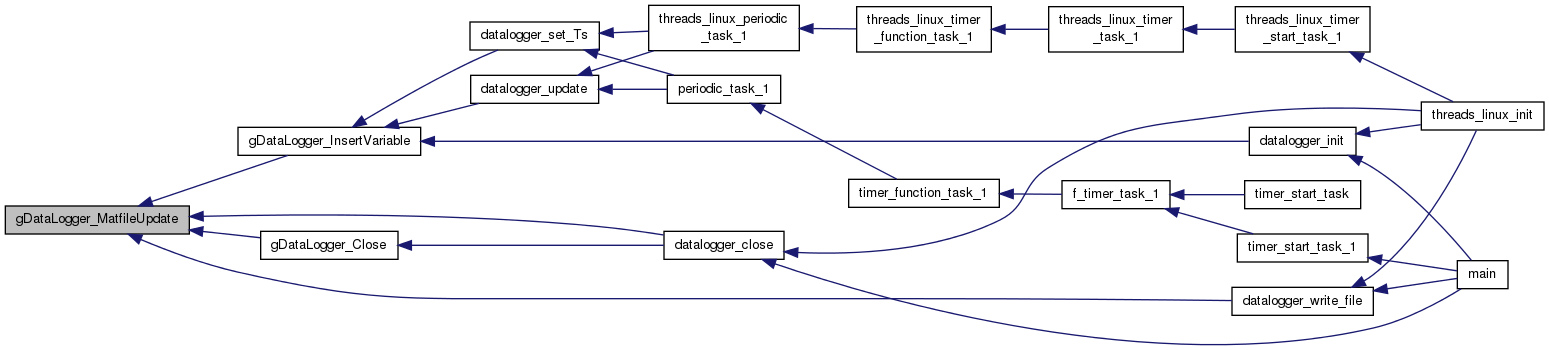 threads_linux_periodic
_task_1
threads_linux_timer
_function_task_1
threads_linux_timer
_task_1
threads_linux_timer
_start_task_1
datalogger_set_Ts
datalogger_update
periodic_task_1
threads_linux_init
gDataLogger_InsertVariable
datalogger_init
timer_function_task_1
f_timer_task_1
timer_start_task
gDataLogger_MatfileUpdate
gDataLogger_Close
datalogger_close
timer_start_task_1
main
datalogger_write_file